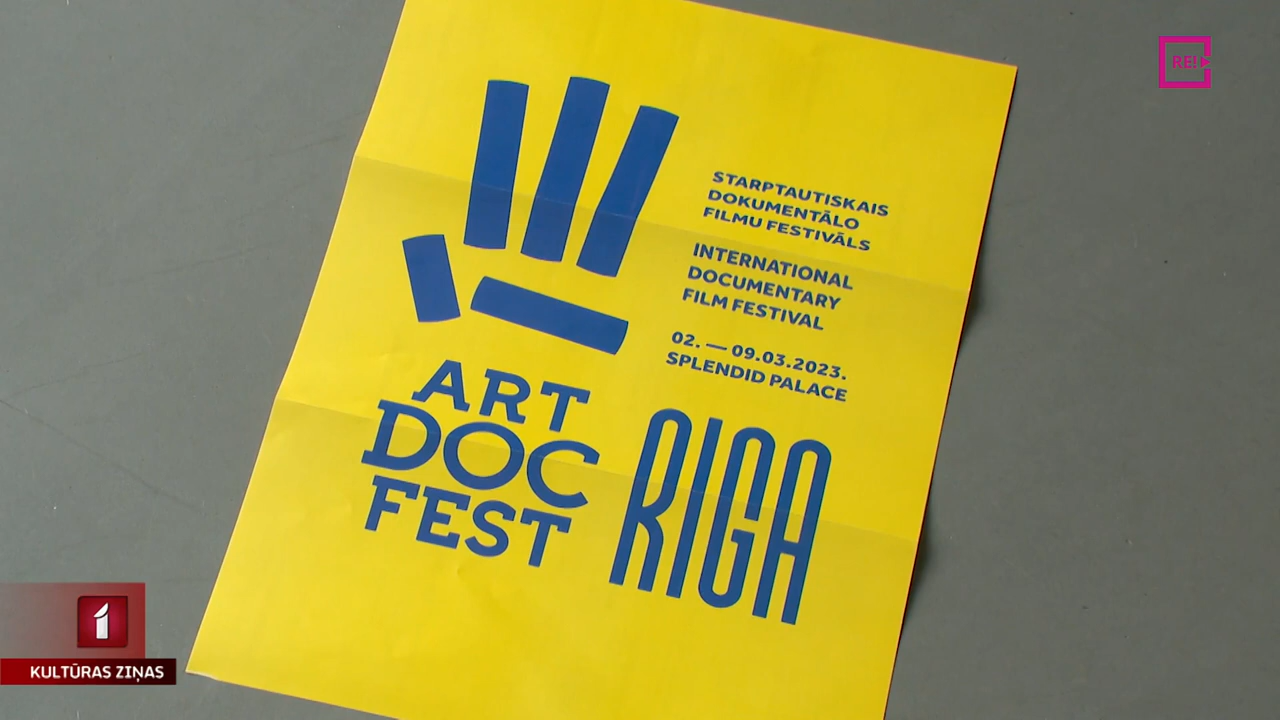 RE!
STARPTAUTISKAIS
DOKUMENTĀLO
FILMU FESTIVĀLS
INTERNATIONAL
DOCUMENTARY
FILM FESTIVAL
02. — 09.03.2023.
SPLENDID PALACE
ART
DOC
FEST
RIGA
1
KULTŪRAS ZIŅAS